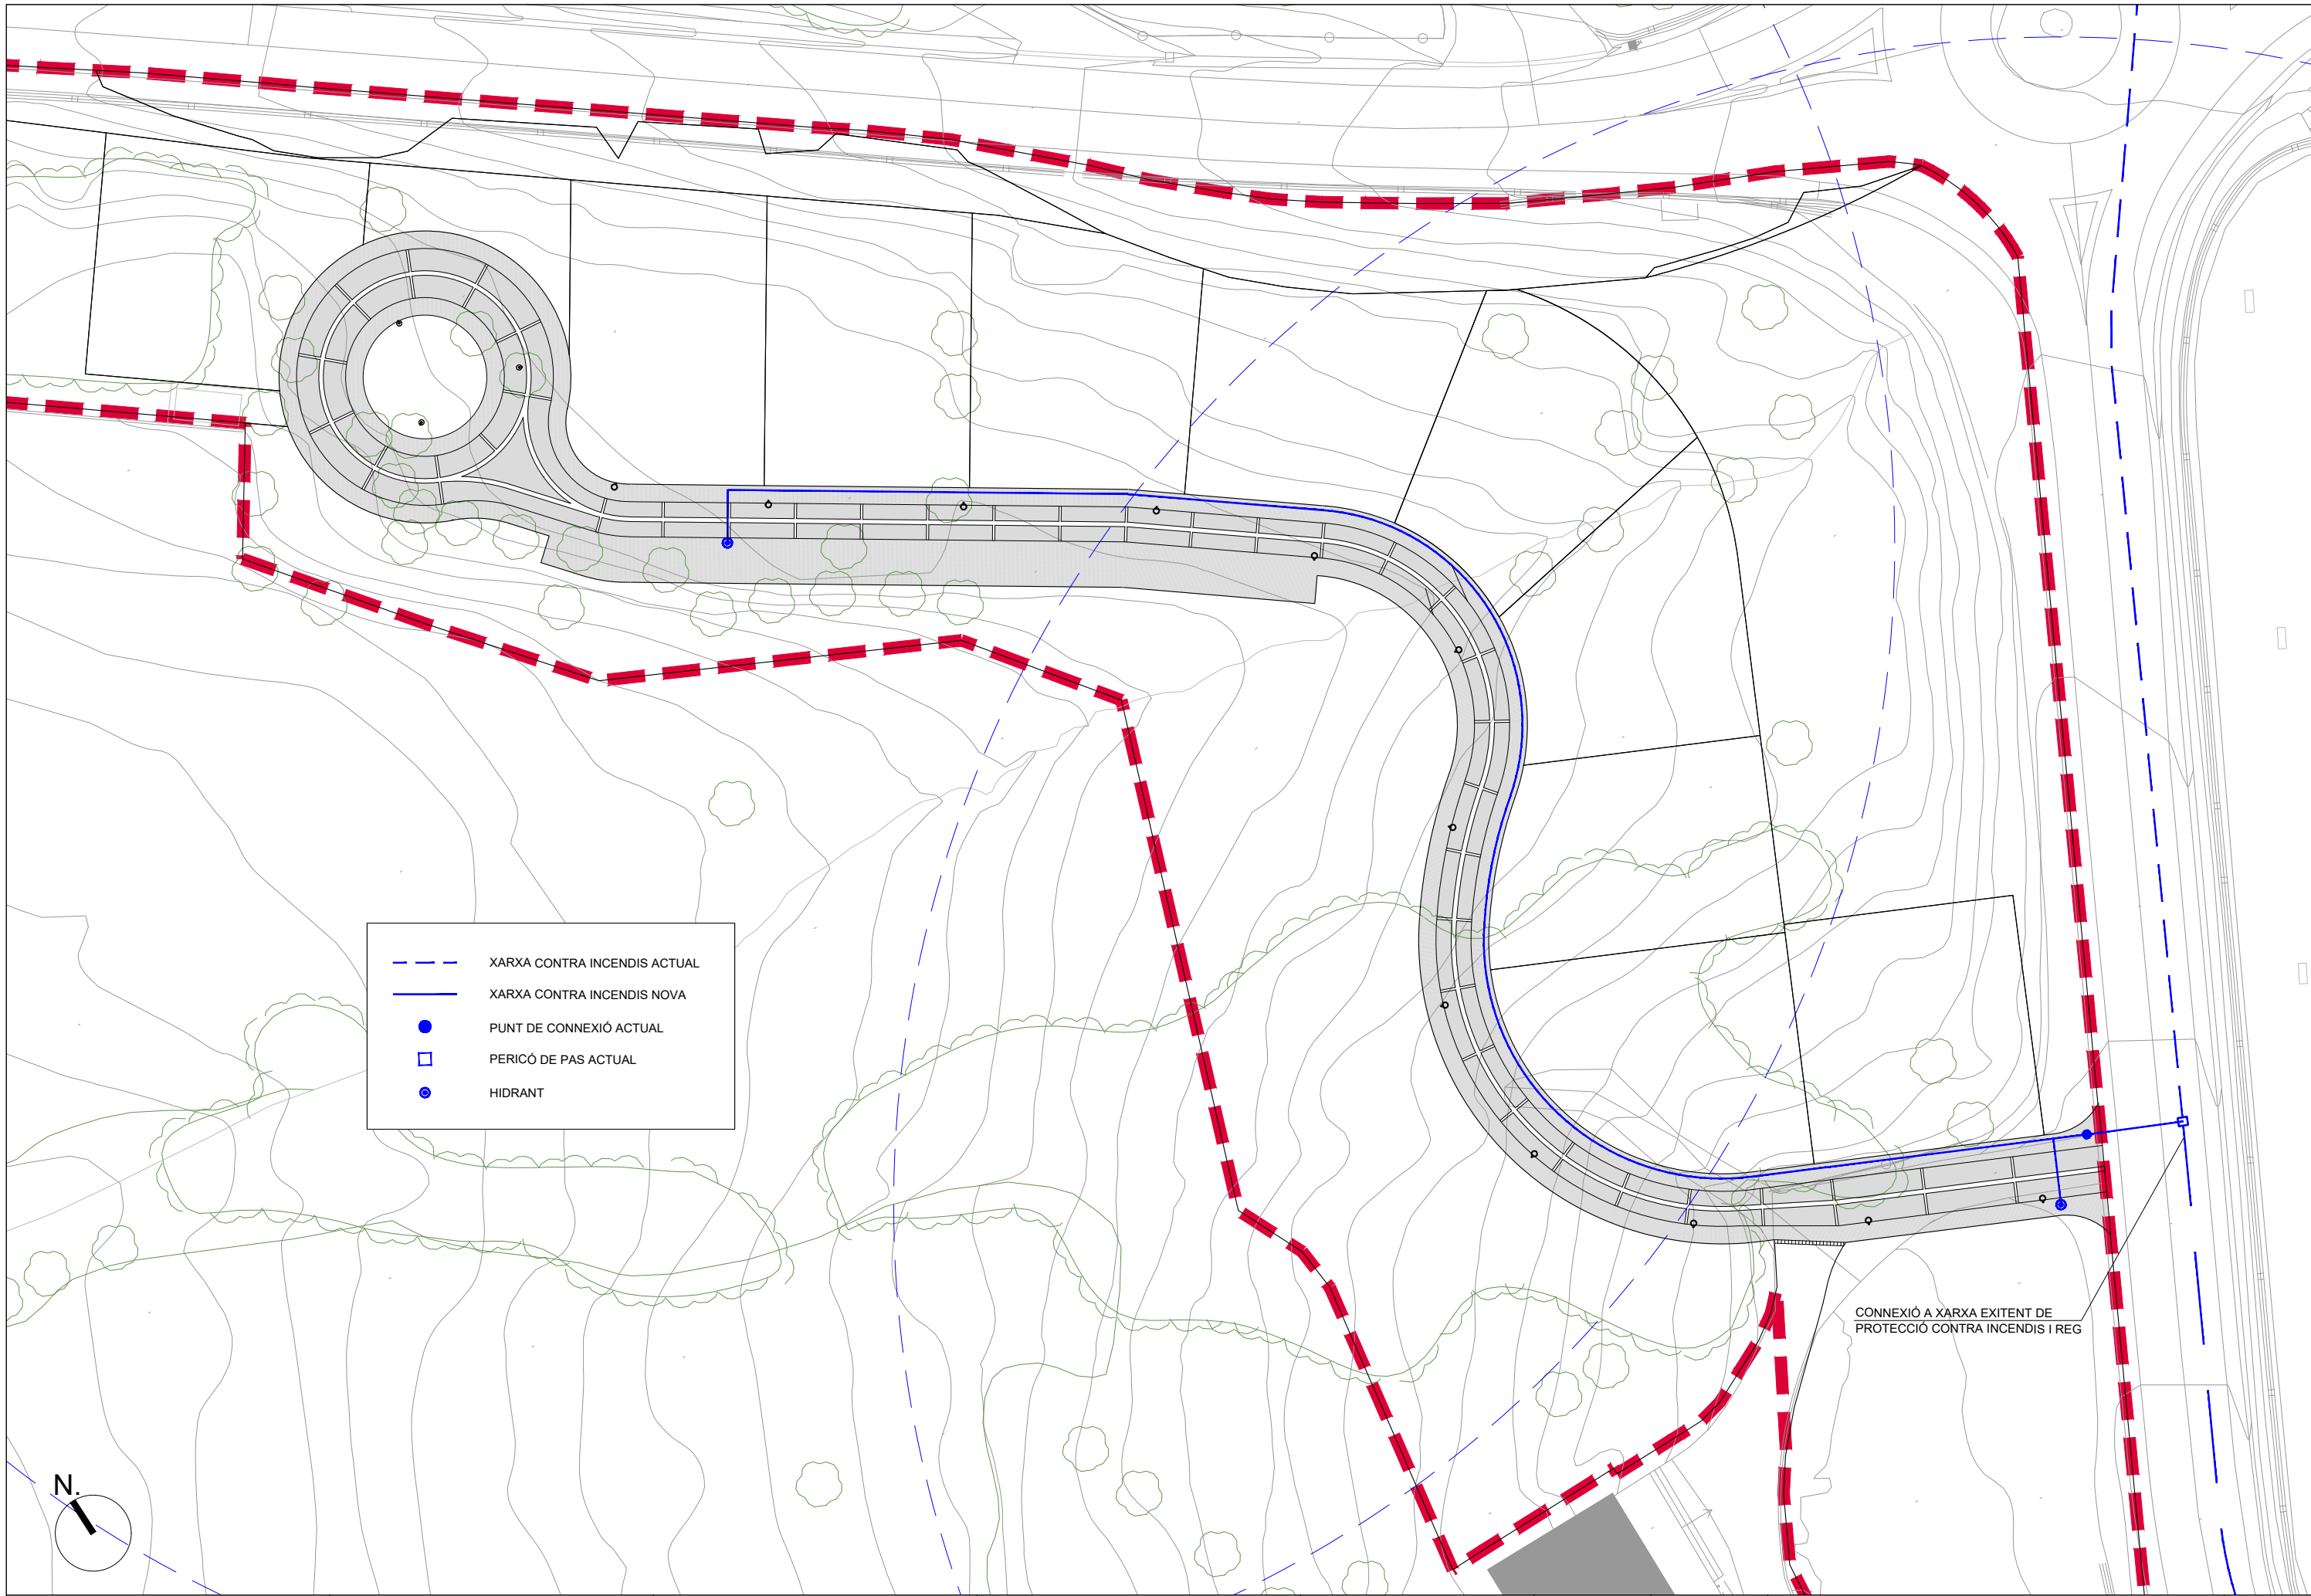 XARXA CONTRA INCENDIS ACTUAL
XARXA CONTRA INCENDIS NOVA
PUNT DE CONNEXIÓ ACTUAL
PERICÓ DE PAS ACTUAL
HIDRANT
CONNEXIÓ A XARXA EXITENT DE
PROTECCIÓ CONTRA INCENDIS I REG
N.